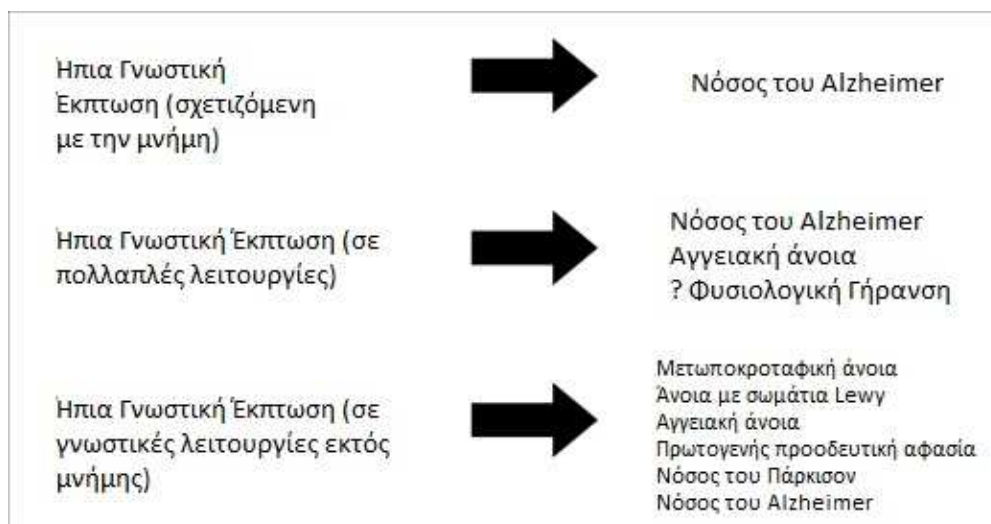 Ήπια Γνωστική
Έκπτωση (σχετιζόμενη
με την μνήμη)
Νόσος του Alzheimer
Ήπια Γνωστική Έκπτωση (σε
πολλαπλές λειτουργίες)
Νόσος του Alzheimer
Αγγειακή άνοια
? Φυσιολογική Γήρανση
Ήπια Γνωστική Έκπτωση (σε
γνωστικές λειτουργίες εκτός
μνήμης)
Μετωποκροταφική άνοια
Άνοια με σωμάτια Lewy
Αγγειακή άνοια
Πρωτογενής προοδευτική αφασία
Νόσος του Πάρκισον
Νόσος του Alzheimer